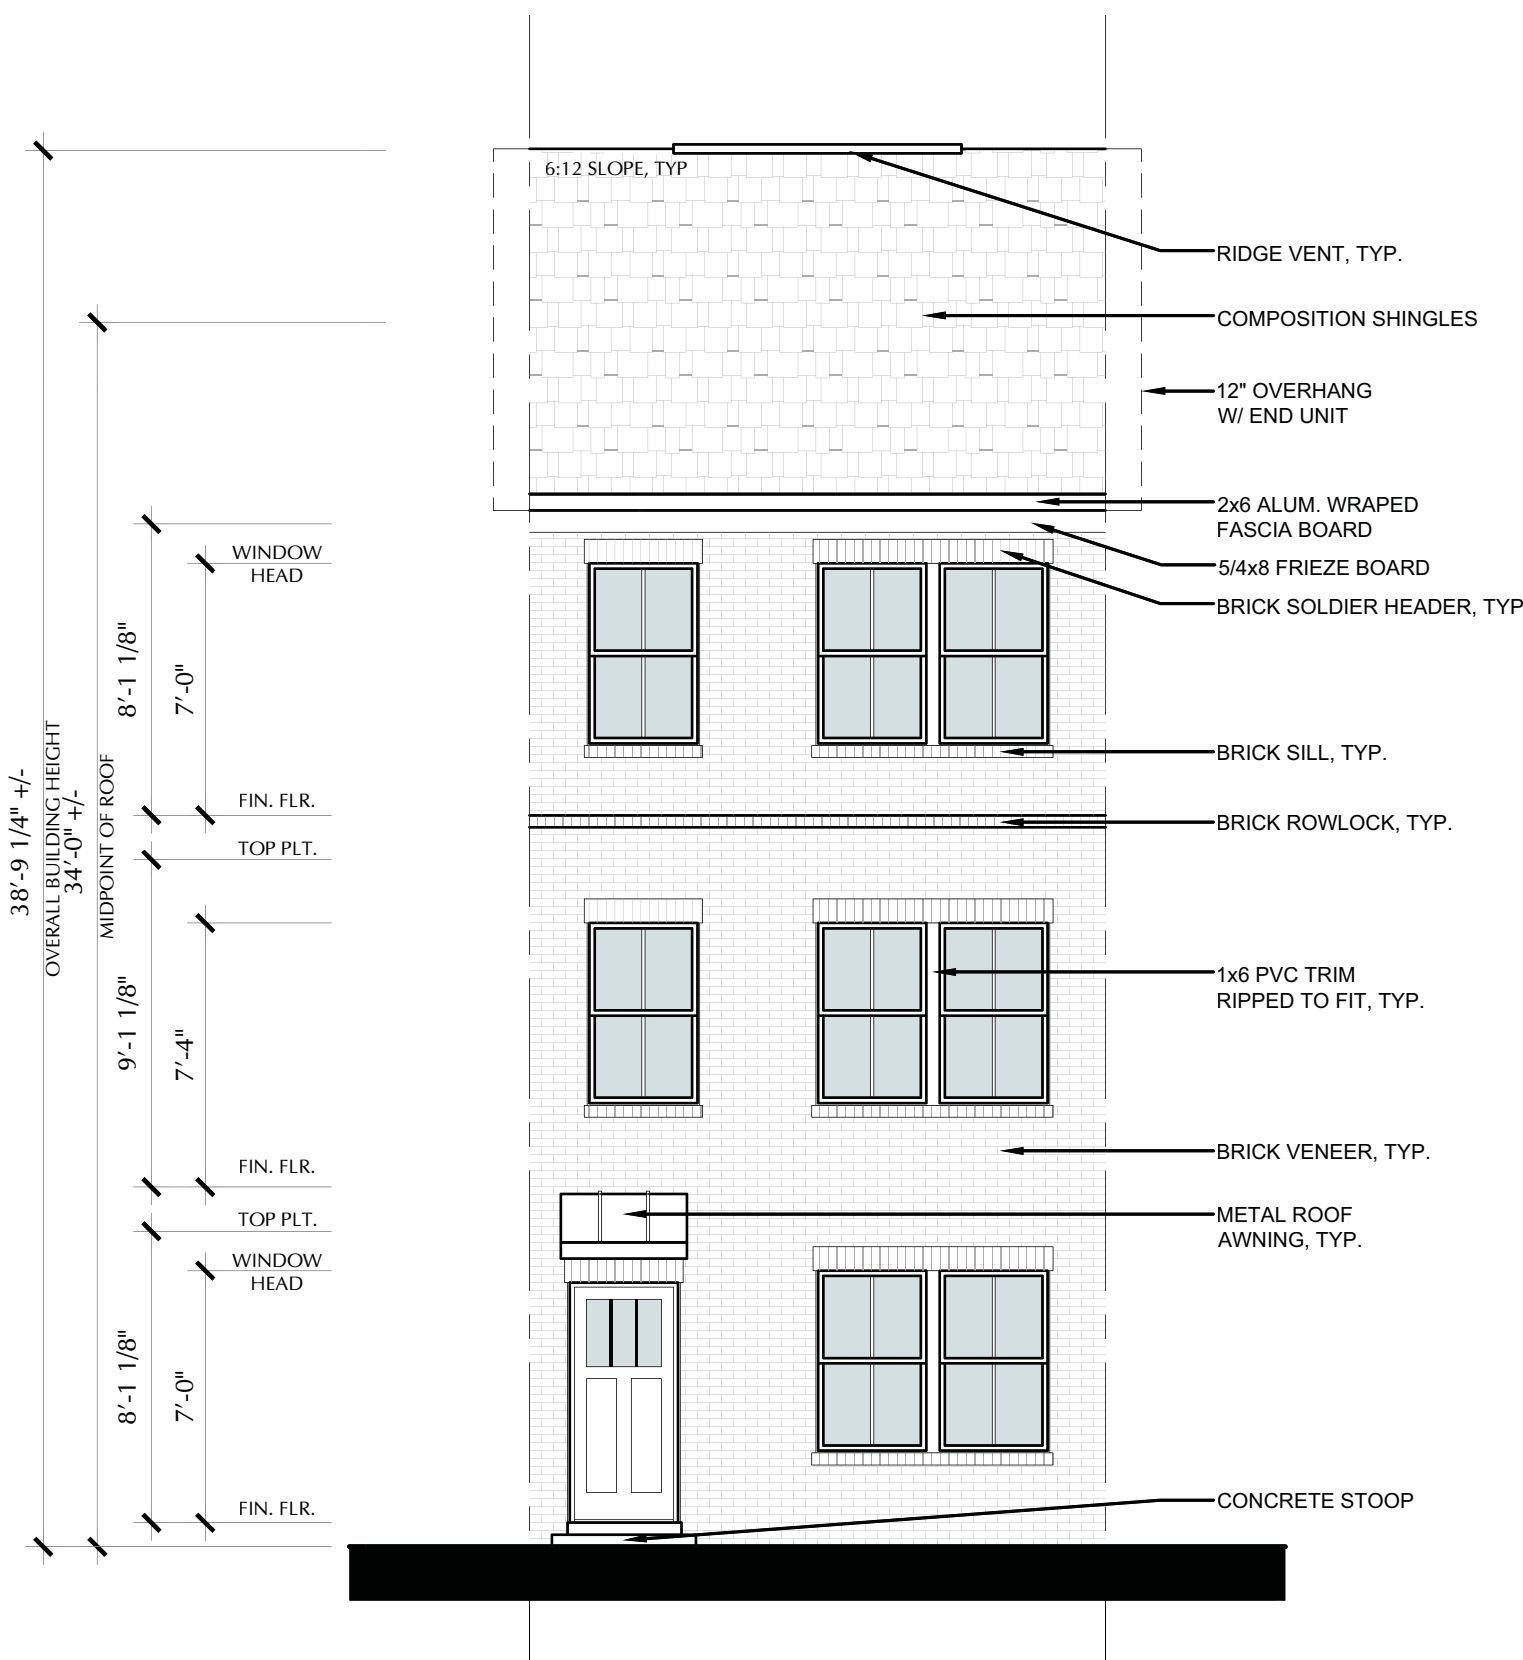 6:12 SLOPE, TYP
RIDGE VENT, TYP.
COMPOSITION SHINGLES
12" OVERHANG
W/ END UNIT
2x6 ALUM. WRAPED
FASCIA BOARD
5/4x8 FRIEZE BOARD
BRICK SOLDIER HEADER, TYP
BRICK SILL, TYP.
BRICK ROWLOCK, TYP.
1x6 PVC TRIM
RIPPED TO FIT, TYP.
BRICK VENEER, TYP.
METAL ROOF
AWNING, TYP.
CONCRETE STOOP
38'-9 1/4" +/-
OVERALL BUILDING HEIGHT
34'-0" +/-
MIDPOINT OF ROOF
WINDOW
HEAD
8'-1 1/8"
7'-0"
FIN. FLR.
TOP PLT.
9'-1 1/8"
7'-4"
FIN. FLR.
TOP PLT.
WINDOW
HEAD
8'-1 1/8"
7'-0"
FIN. FLR.